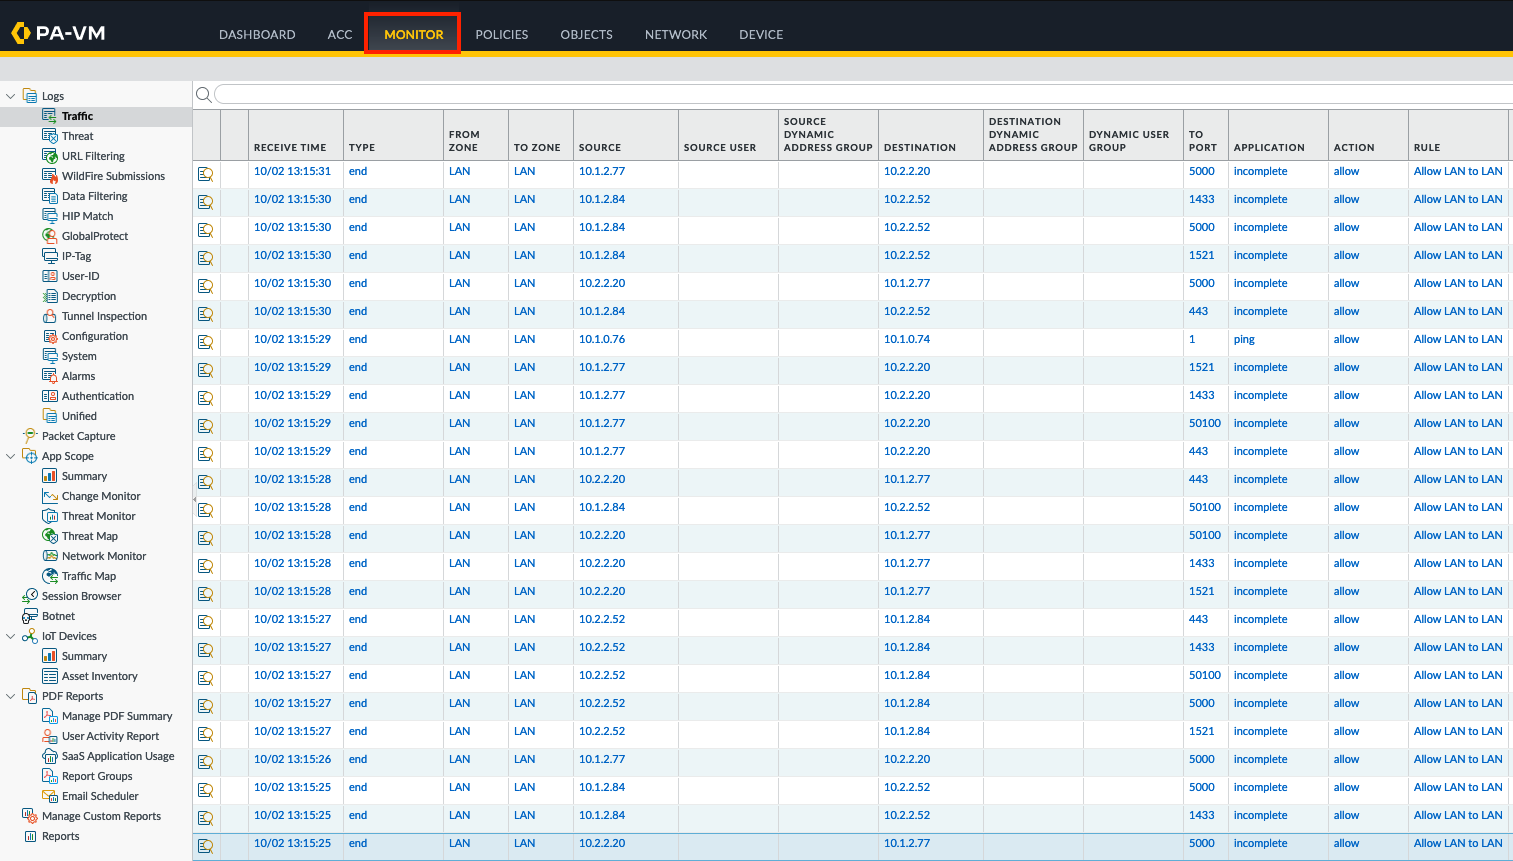 PA-VM
DASHBOARD ACC MONITOR POLICIES OBJECTS NETWORK DEVICE
Logs
Traffic
Threat
URL Filtering
WildFire Submissions
Data Filtering
HIP Match
GlobalProtect
IP-Tag
User-ID
Decryption
Tunnel Inspection
Configuration
System
Alarms
Authentication
Unified
Packet Capture
App Scope
Summary
Change Monitor
Threat Monitor
Threat Map
Network Monitor
Traffic Map
Session Browser
Botnet
IoT Devices
Summary
Asset Inventory
PDF Reports
Manage PDF Summary
User Activity Report
SaaS Application Usage
Report Groups
Email Scheduler
Manage Custom Reports
Reports
RECEIVE TIME TYPE FROM ZONE TO ZONE SOURCE SOURCE USER SOURCE DYNAMIC ADDRESS GROUP DESTINATION DESTINATION DYNAMIC ADDRESS GROUP DYNAMIC USER GROUP TO PORT APPLICATION ACTION RULE
10/02 13:15:31 end LAN LAN 10.1.2.77 10.2.2.20 5000 incomplete allow Allow LAN to LAN
10/02 13:15:30 end LAN LAN 10.1.2.84 10.2.2.52 1433 incomplete allow Allow LAN to LAN
10/02 13:15:30 end LAN LAN 10.1.2.84 10.2.2.52 5000 incomplete allow Allow LAN to LAN
10/02 13:15:30 end LAN LAN 10.1.2.84 10.2.2.52 1521 incomplete allow Allow LAN to LAN
10/02 13:15:30 end LAN LAN 10.2.2.20 10.1.2.77 5000 incomplete allow Allow LAN to LAN
10/02 13:15:30 end LAN LAN 10.1.2.84 10.2.2.52 443 incomplete allow Allow LAN to LAN
10/02 13:15:29 end LAN LAN 10.1.0.76 10.1.0.74 1 ping allow Allow LAN to LAN
10/02 13:15:29 end LAN LAN 10.1.2.77 10.2.2.20 1521 incomplete allow Allow LAN to LAN
10/02 13:15:29 end LAN LAN 10.1.2.77 10.2.2.20 1433 incomplete allow Allow LAN to LAN
10/02 13:15:29 end LAN LAN 10.1.2.77 10.2.2.20 50100 incomplete allow Allow LAN to LAN
10/02 13:15:29 end LAN LAN 10.1.2.77 10.2.2.20 443 incomplete allow Allow LAN to LAN
10/02 13:15:28 end LAN LAN 10.2.2.20 10.1.2.77 443 incomplete allow Allow LAN to LAN
10/02 13:15:28 end LAN LAN 10.1.2.84 10.2.2.52 50100 incomplete allow Allow LAN to LAN
10/02 13:15:28 end LAN LAN 10.2.2.20 10.1.2.77 50100 incomplete allow Allow LAN to LAN
10/02 13:15:28 end LAN LAN 10.2.2.20 10.1.2.77 1433 incomplete allow Allow LAN to LAN
10/02 13:15:28 end LAN LAN 10.2.2.20 10.1.2.77 1521 incomplete allow Allow LAN to LAN
10/02 13:15:27 end LAN LAN 10.2.2.52 10.1.2.84 443 incomplete allow Allow LAN to LAN
10/02 13:15:27 end LAN LAN 10.2.2.52 10.1.2.84 1433 incomplete allow Allow LAN to LAN
10/02 13:15:27 end LAN LAN 10.2.2.52 10.1.2.84 50100 incomplete allow Allow LAN to LAN
10/02 13:15:27 end LAN LAN 10.2.2.52 10.1.2.84 5000 incomplete allow Allow LAN to LAN
10/02 13:15:27 end LAN LAN 10.2.2.52 10.1.2.84 1521 incomplete allow Allow LAN to LAN
10/02 13:15:26 end LAN LAN 10.1.2.77 10.2.2.20 5000 incomplete allow Allow LAN to LAN
10/02 13:15:25 end LAN LAN 10.1.2.84 10.2.2.52 5000 incomplete allow Allow LAN to LAN
10/02 13:15:25 end LAN LAN 10.1.2.84 10.2.2.52 1433 incomplete allow Allow LAN to LAN
10/02 13:15:25 end LAN LAN 10.2.2.20 10.1.2.77 5000 incomplete allow Allow LAN to LAN